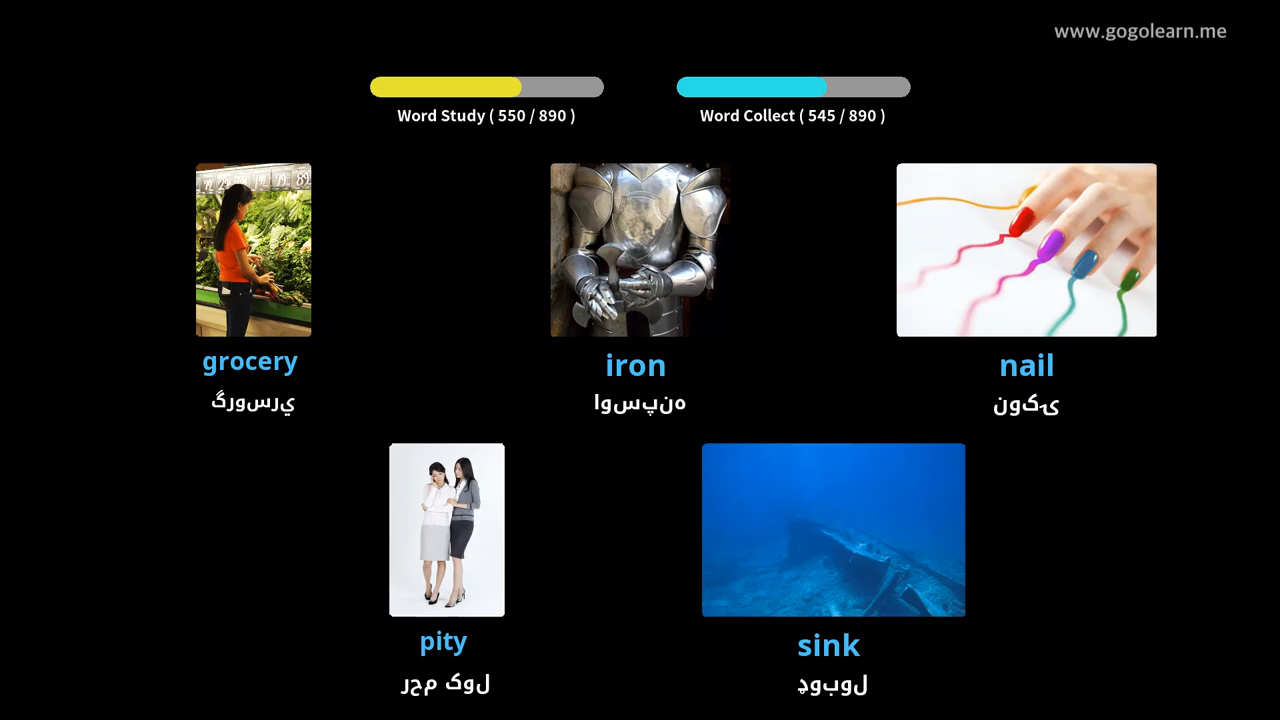 www.gogolearn.me
Word Study ( 550 / 890 )
Word Collect ( 545 / 890 )
grocery
گروسري
iron
اوسپنه
nail
نوکۍ
pity
رحم کول
sink
ډوبول